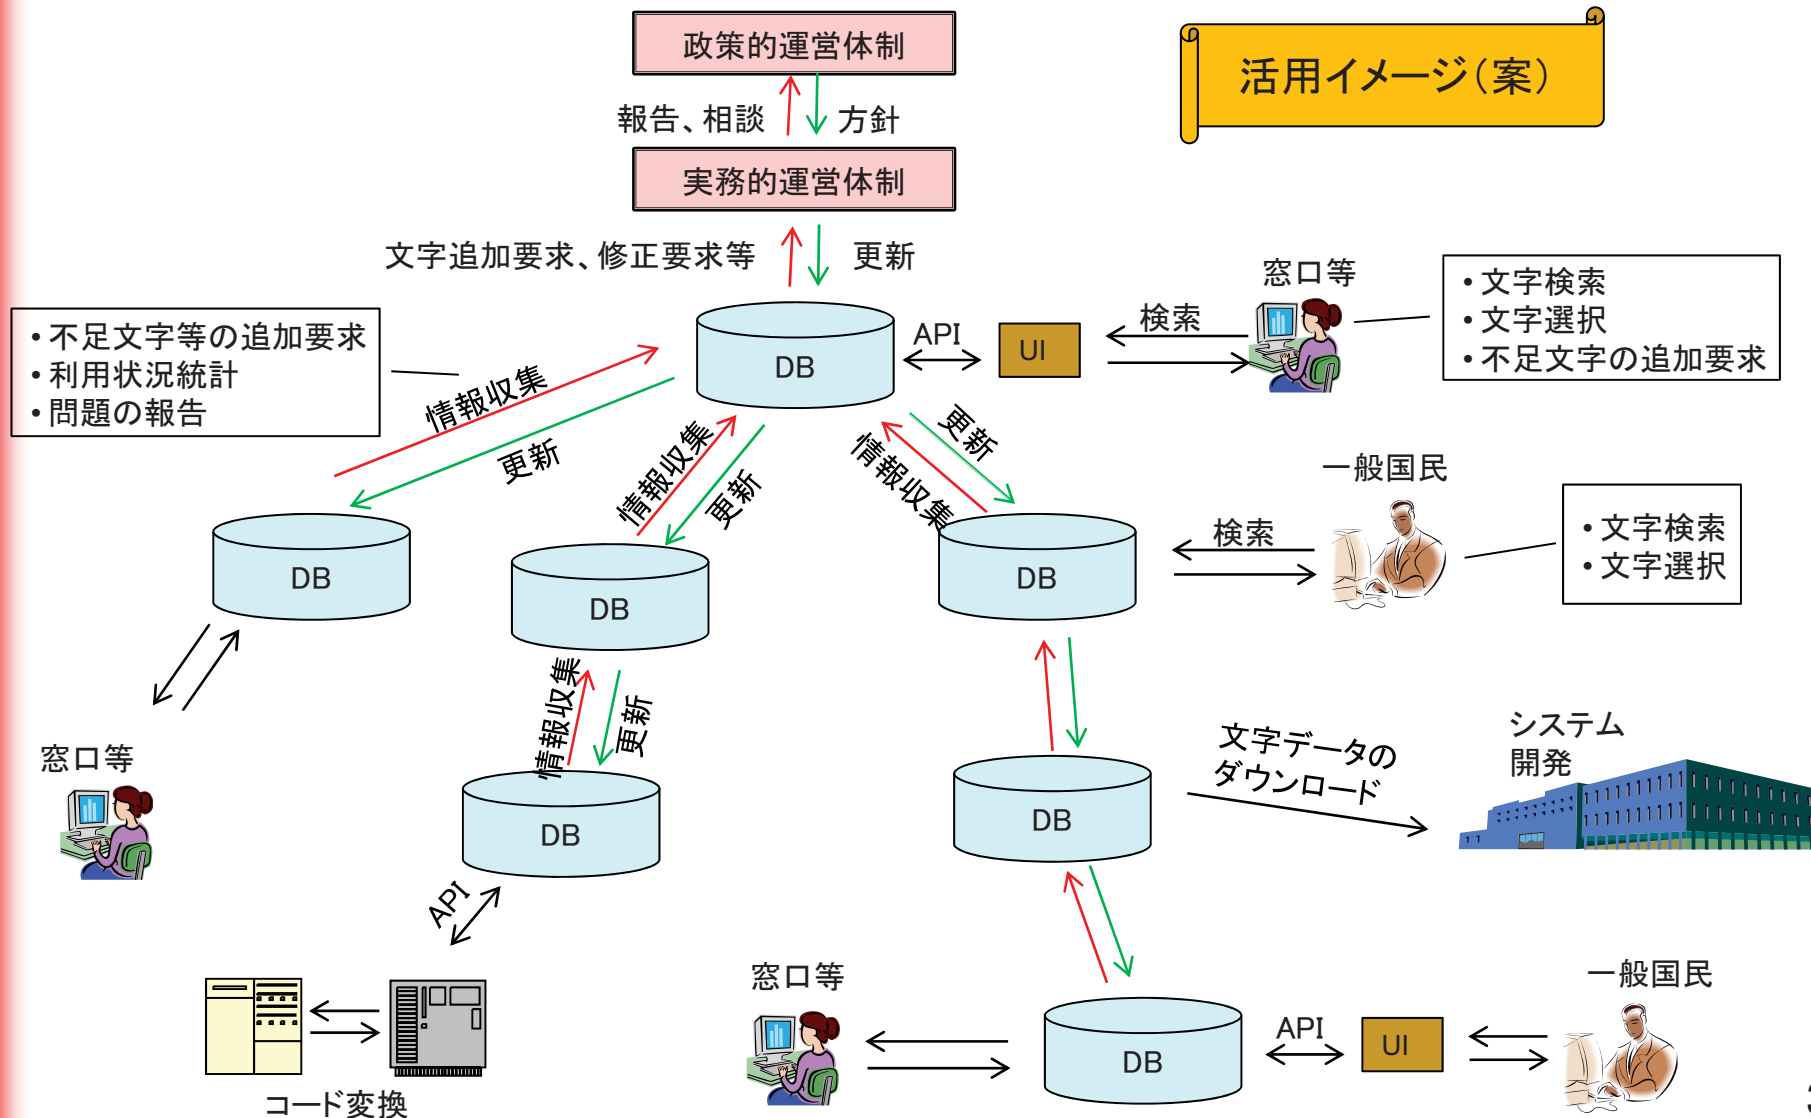 政策的運営体制
活用イメージ（案）
報告、相談
方針
実務的運営体制
文字追加要求、修正要求等
更新
窓口等
・文字検索
・文字選択
・不足文字の追加要求
・不足文字等の追加要求
・利用状況統計
・問題の報告
DB
API
UI
検索
情報収集
更新
情報収集
更新
情報収集
更新
一般国民
・文字検索
・文字選択
検索
DB
DB
DB
情報収集
更新
窓口等
DB
DB
文字データの
ダウンロード
システム
開発
API
コード変換
窓口等
DB
API
UI
一般国民